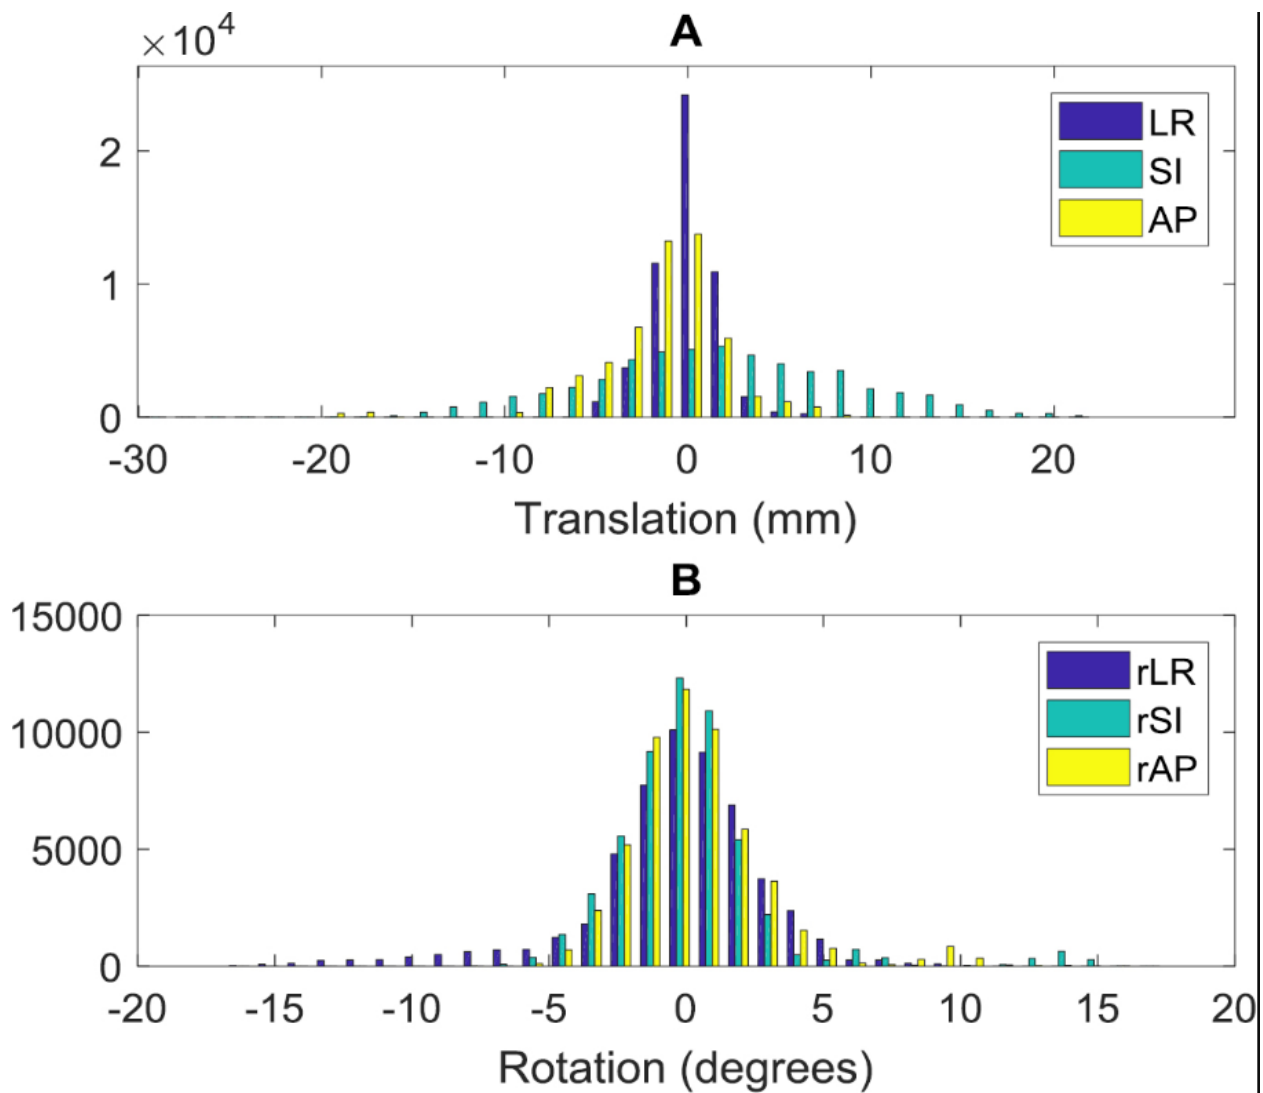 A
×10⁴
2
1
0
-30 -20 -10 0 10 20
Translation (mm)
LR
SI
AP
B
15000
10000
5000
0
-20 -15 -10 -5 0 5 10 15 20
Rotation (degrees)
rLR
rSI
rAP